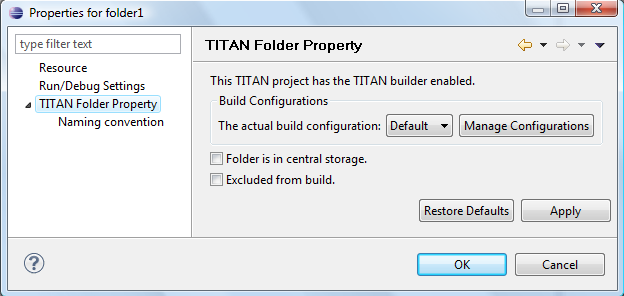 Properties for folder1
type filter text
Resource
Run/Debug Settings
TITAN Folder Property
Naming convention
TITAN Folder Property
This TITAN project has the TITAN builder enabled.
Build Configurations
The actual build configuration: Default Manage Configurations
Folder is in central storage.
Excluded from build.
Restore Defaults Apply
? OK Cancel